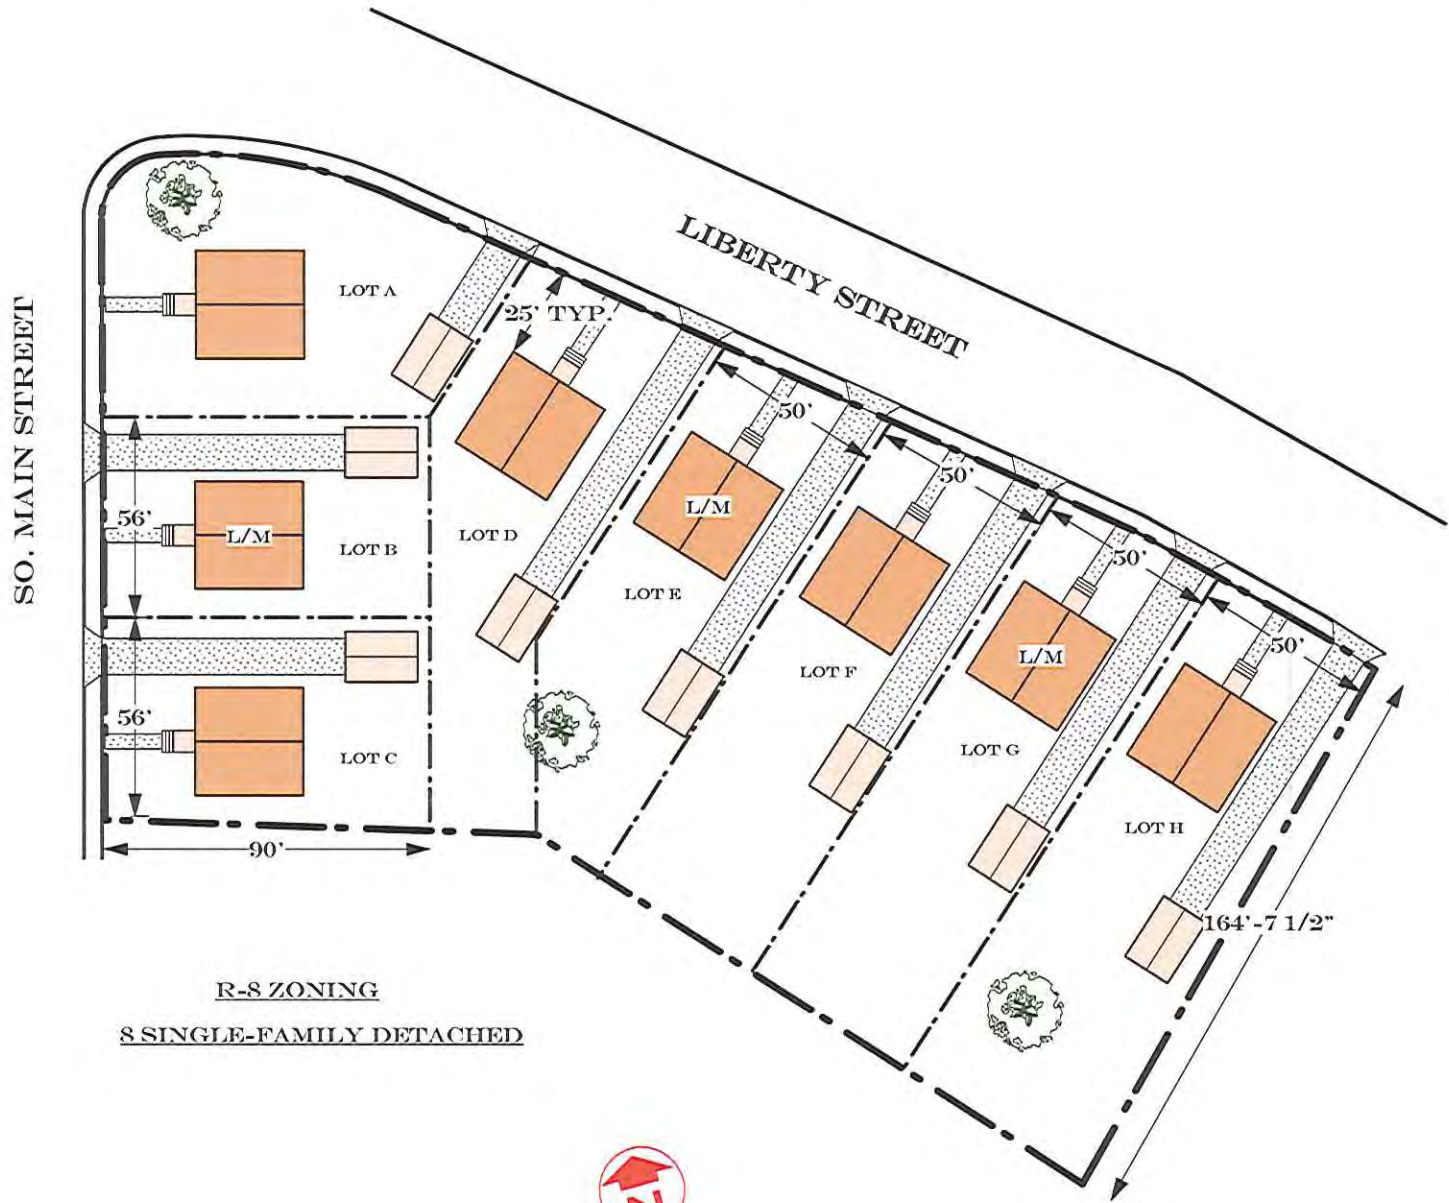 LIBERTY STREET
SO. MAIN STREET
LOT A
25' TYP.
50'
50'
50'
50'
56'
L/M
LOT B
LOT D
L/M
LOT E
LOT F
L/M
LOT G
LOT H
56'
LOT C
90'
164'-7 1/2"
R-8 ZONING
8 SINGLE-FAMILY DETACHED
N